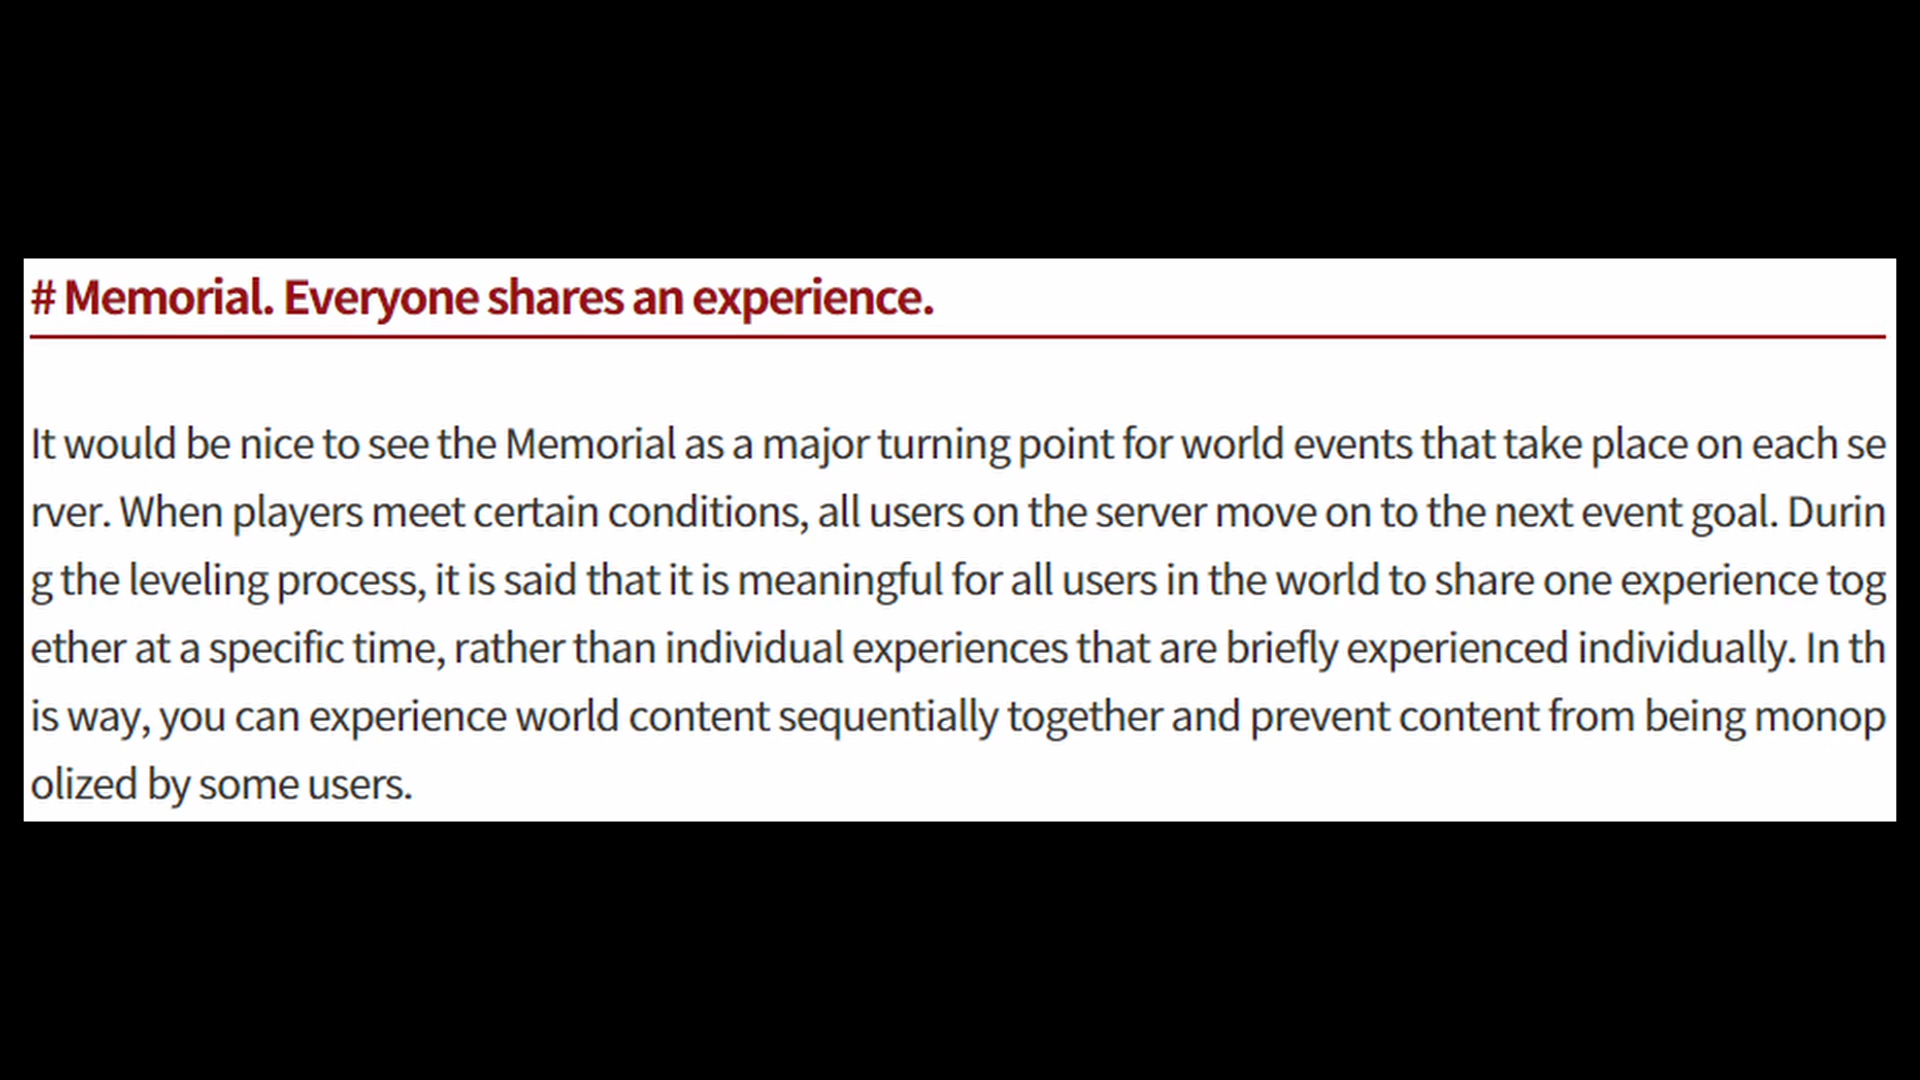 # Memorial. Everyone shares an experience.
It would be nice to see the Memorial as a major turning point for world events that take place on each se
rver. When players meet certain conditions, all users on the server move on to the next event goal. Durin
g the leveling process, it is said that it is meaningful for all users in the world to share one experience tog
ether at a specific time, rather than individual experiences that are briefly experienced individually. In th
is way, you can experience world content sequentially together and prevent content from being monop
olized by some users.